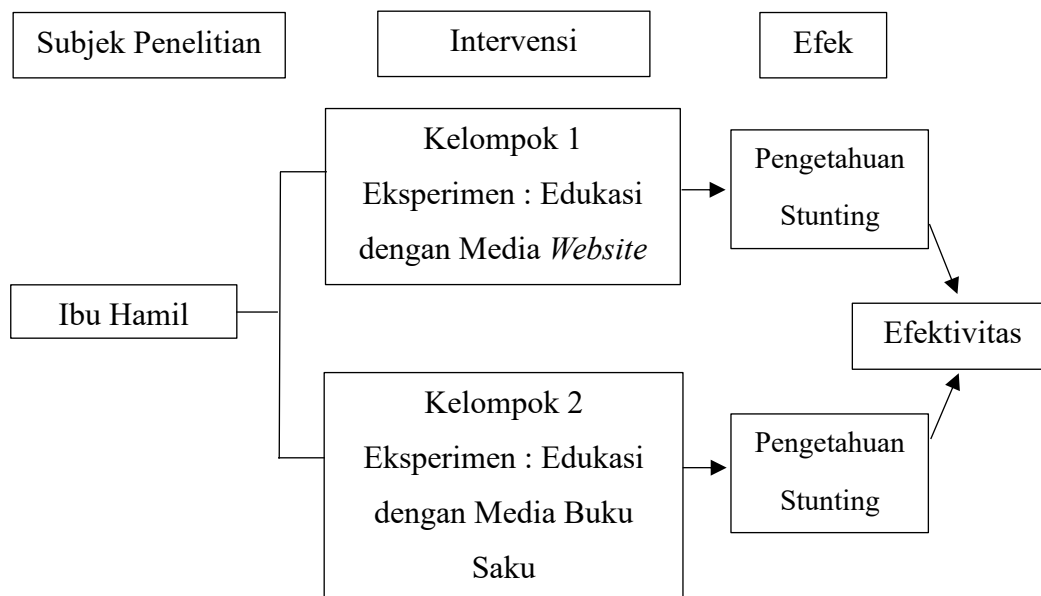 Subjek Penelitian
Intervensi
Efek
Kelompok 1
Eksperimen : Edukasi
dengan Media Website
Pengetahuan
Stunting
Ibu Hamil
Efektivitas
Kelompok 2
Eksperimen : Edukasi
dengan Media Buku
Saku
Pengetahuan
Stunting